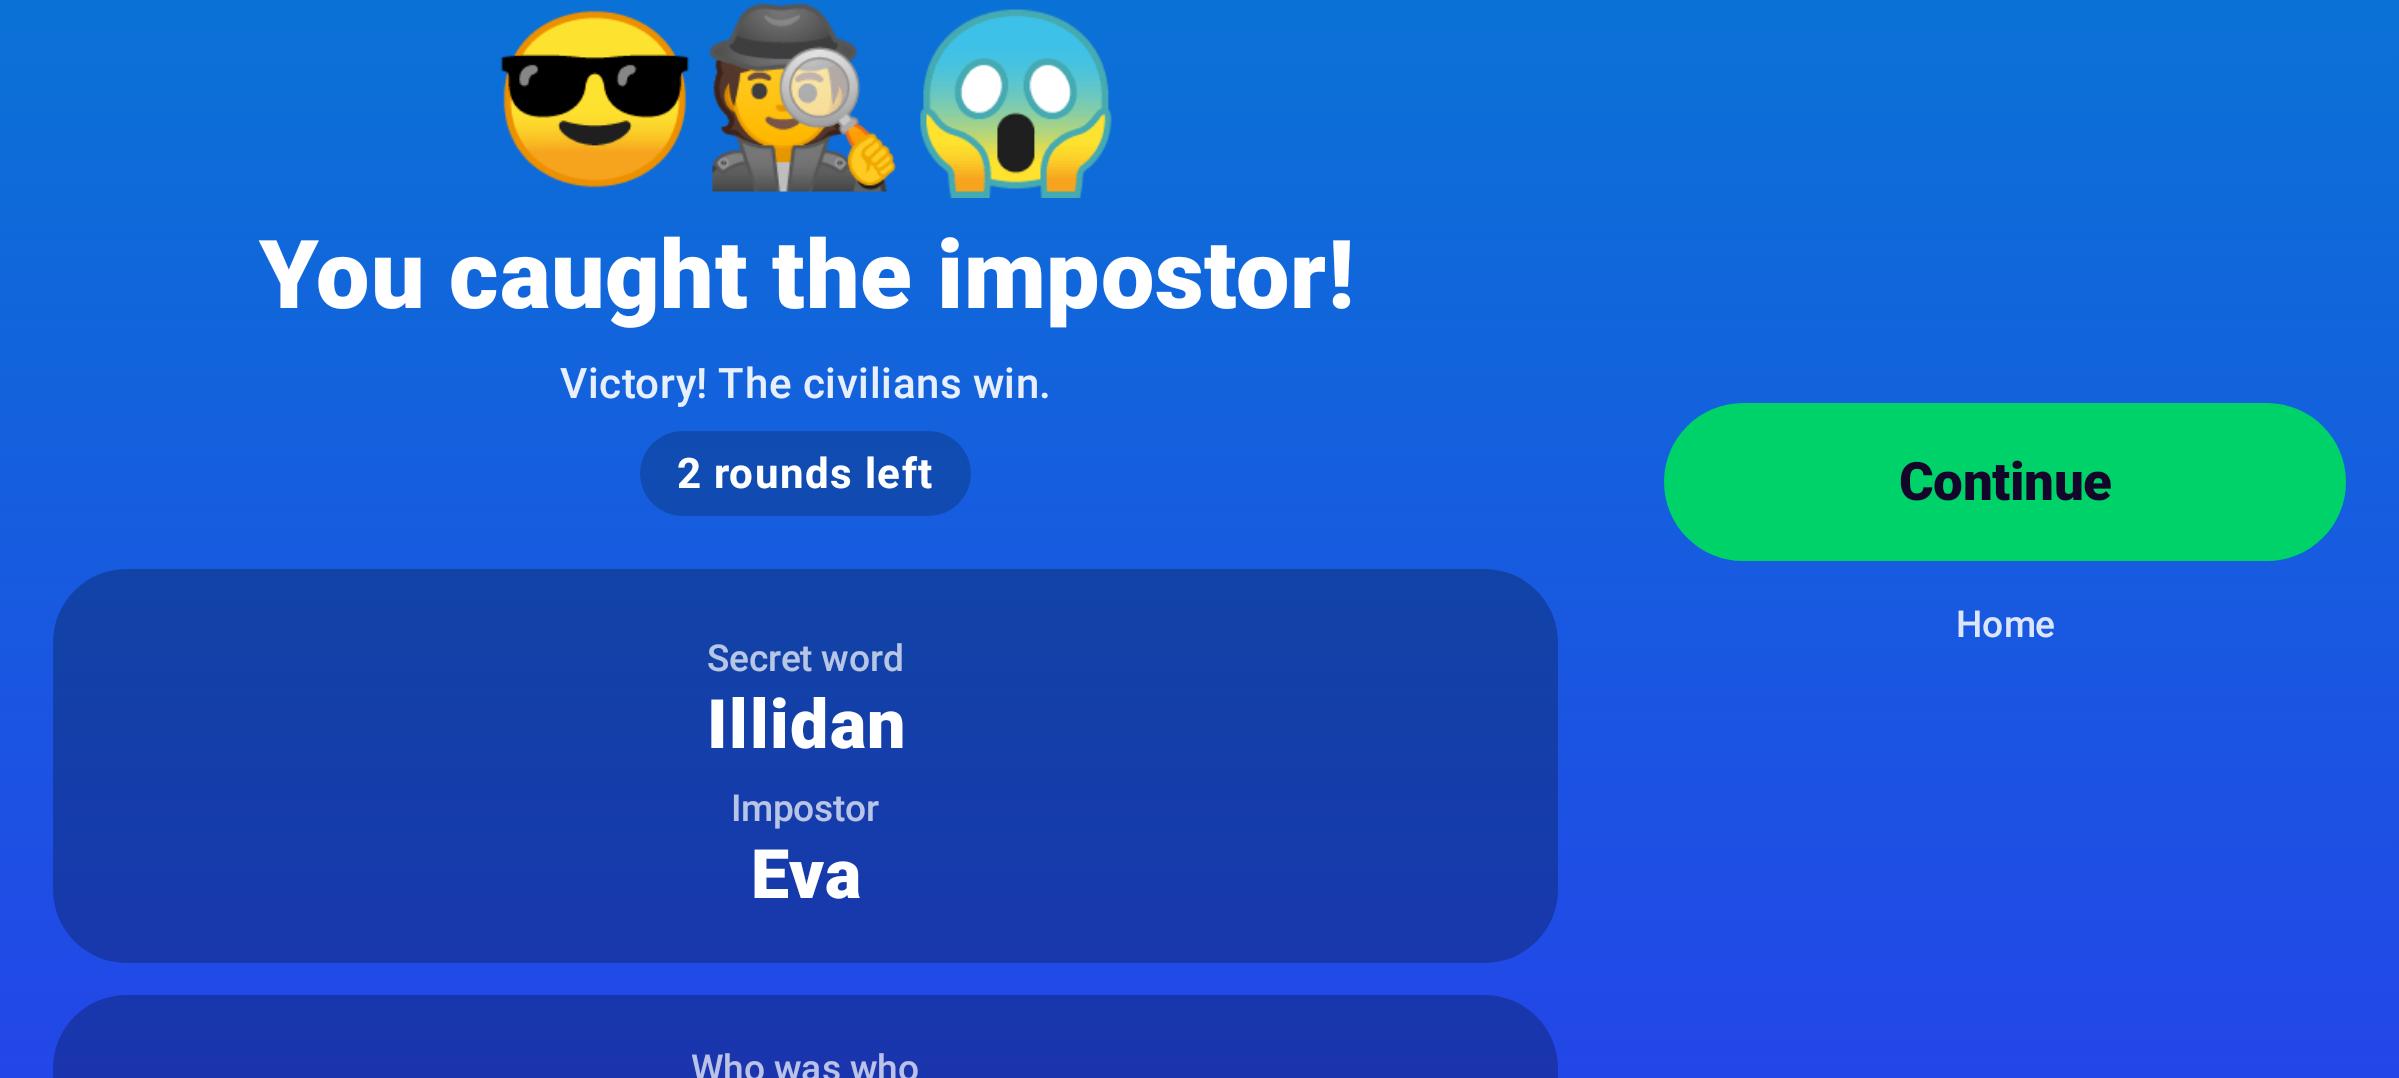 You caught the impostor!
Victory! The civilians win.
2 rounds left
Secret word
Illidan
Impostor
Eva
Who was who
Continue
Home